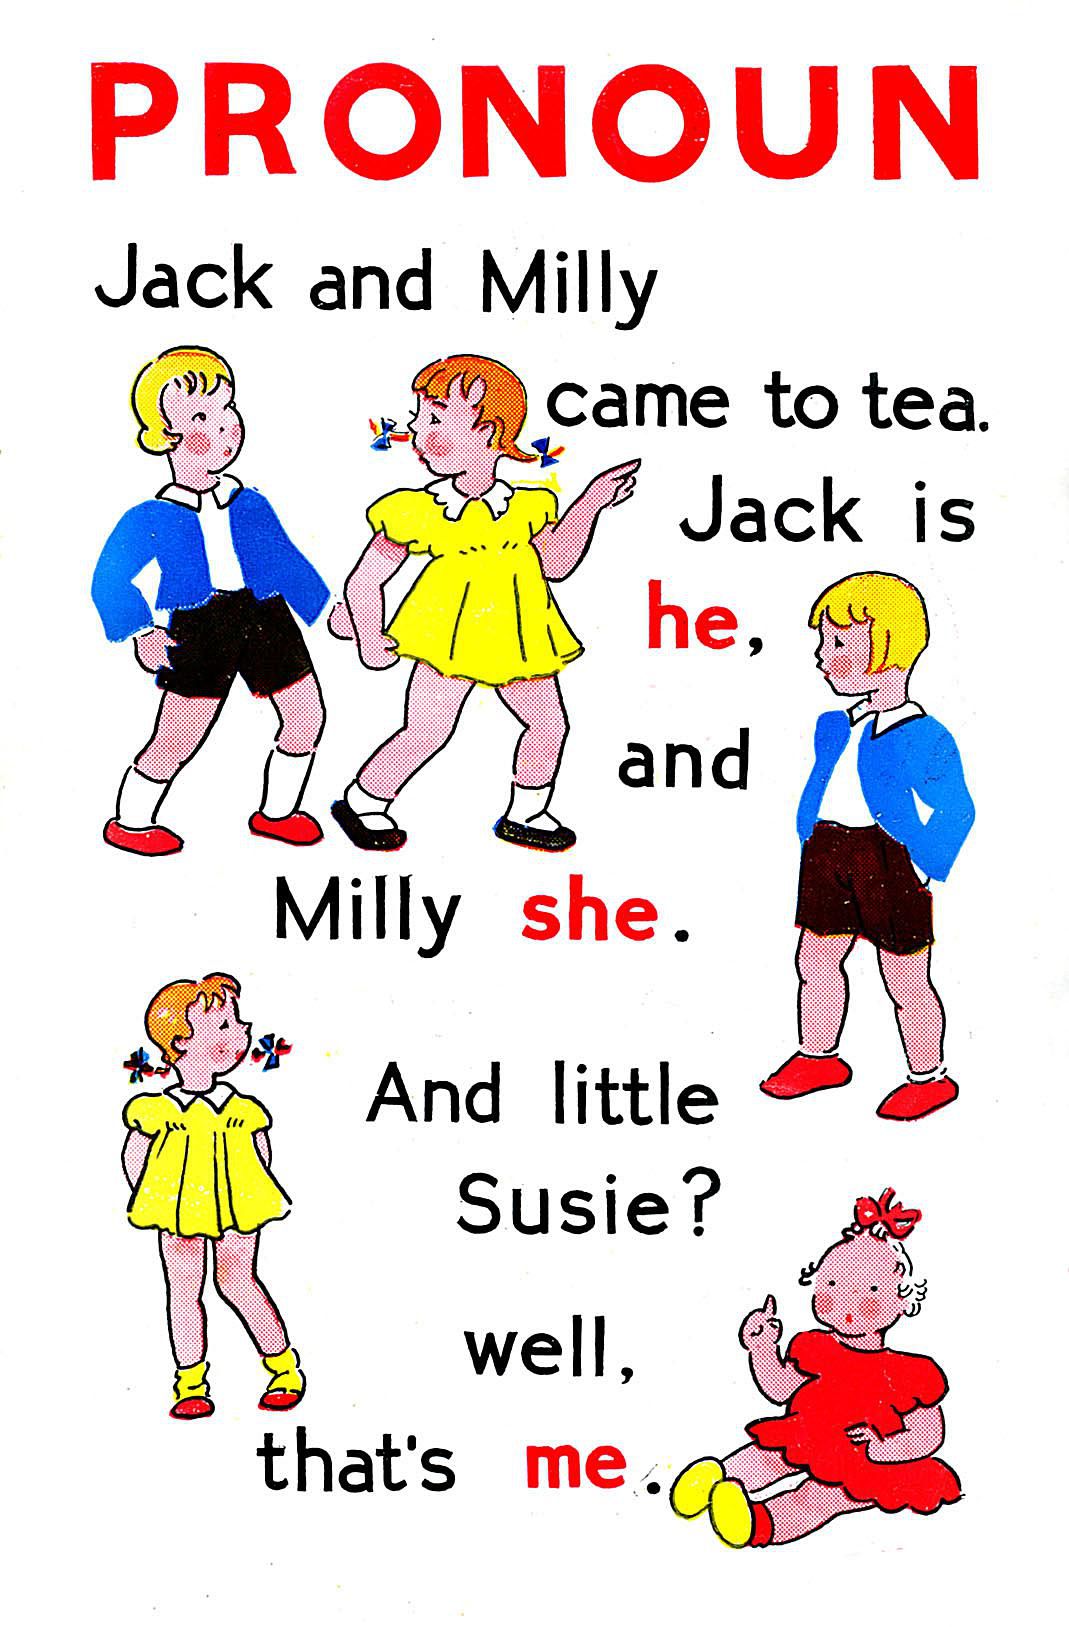 PRONOUN
Jack and Milly
came to tea.
Jack is
he,
and
Milly she.
And little
Susie?
well,
that's me.